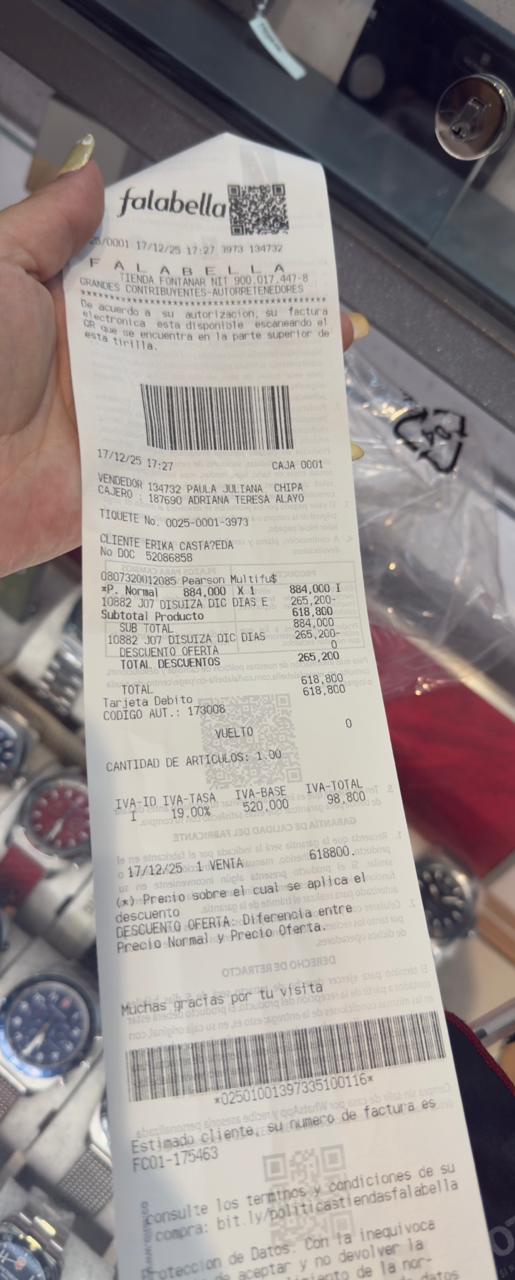 falabella
25/0001 17/12/25 17:27 3973 134732
F A L A B E L L A
TIENDA FONTANAR NIT 900.017.447-8
GRANDES CONTRIBUYENTES-AUTORRETENEDORES
****************************************
De acuerdo a su autorizacion, su factura
electronica esta disponible escaneando el
QR que se encuentra en la parte superior de
esta tirilla.
17/12/25 17:27 CAJA 0001
VENDEDOR 134732 PAULA JULIANA CHIPA
CAJERO : 187690 ADRIANA TERESA ALAYO
TIQUETE No. 0025-0001-3973
CLIENTE ERIKA CASTA?EDA
No DOC 52086858
0807320012085 Pearson Multifu$
*P. Normal 884,000 X 1 884,000 I
10882 J07 DISUIZA DIC DIAS E 265,200-
Subtotal Producto 618,800
SUB TOTAL 884,000
10882 J07 DISUIZA DIC DIAS 265,200-
DESCUENTO OFERTA 0
TOTAL DESCUENTOS 265,200
TOTAL 618,800
Tarjeta Debito 618,800
CODIGO AUT.: 173008
VUELTO 0
CANTIDAD DE ARTICULOS: 1.00
IVA-ID IVA-TASA IVA-BASE IVA-TOTAL
I 19.00% 520,000 98,800
17/12/25. 1 VENTA 618800.
(*) Precio sobre el cual se aplica el
descuento
DESCUENTO OFERTA: Diferencia entre
Precio Normal y Precio Oferta.
Muchas gracias por tu visita
*02501001397335100116*
Estimado cliente, su numero de factura es
FC01-175463
consulte los terminos y condiciones de su
compra: bit.ly/politicastiendasfalabella
Proteccion de Datos. Con la inequivoca
de aceptar y no devolver la